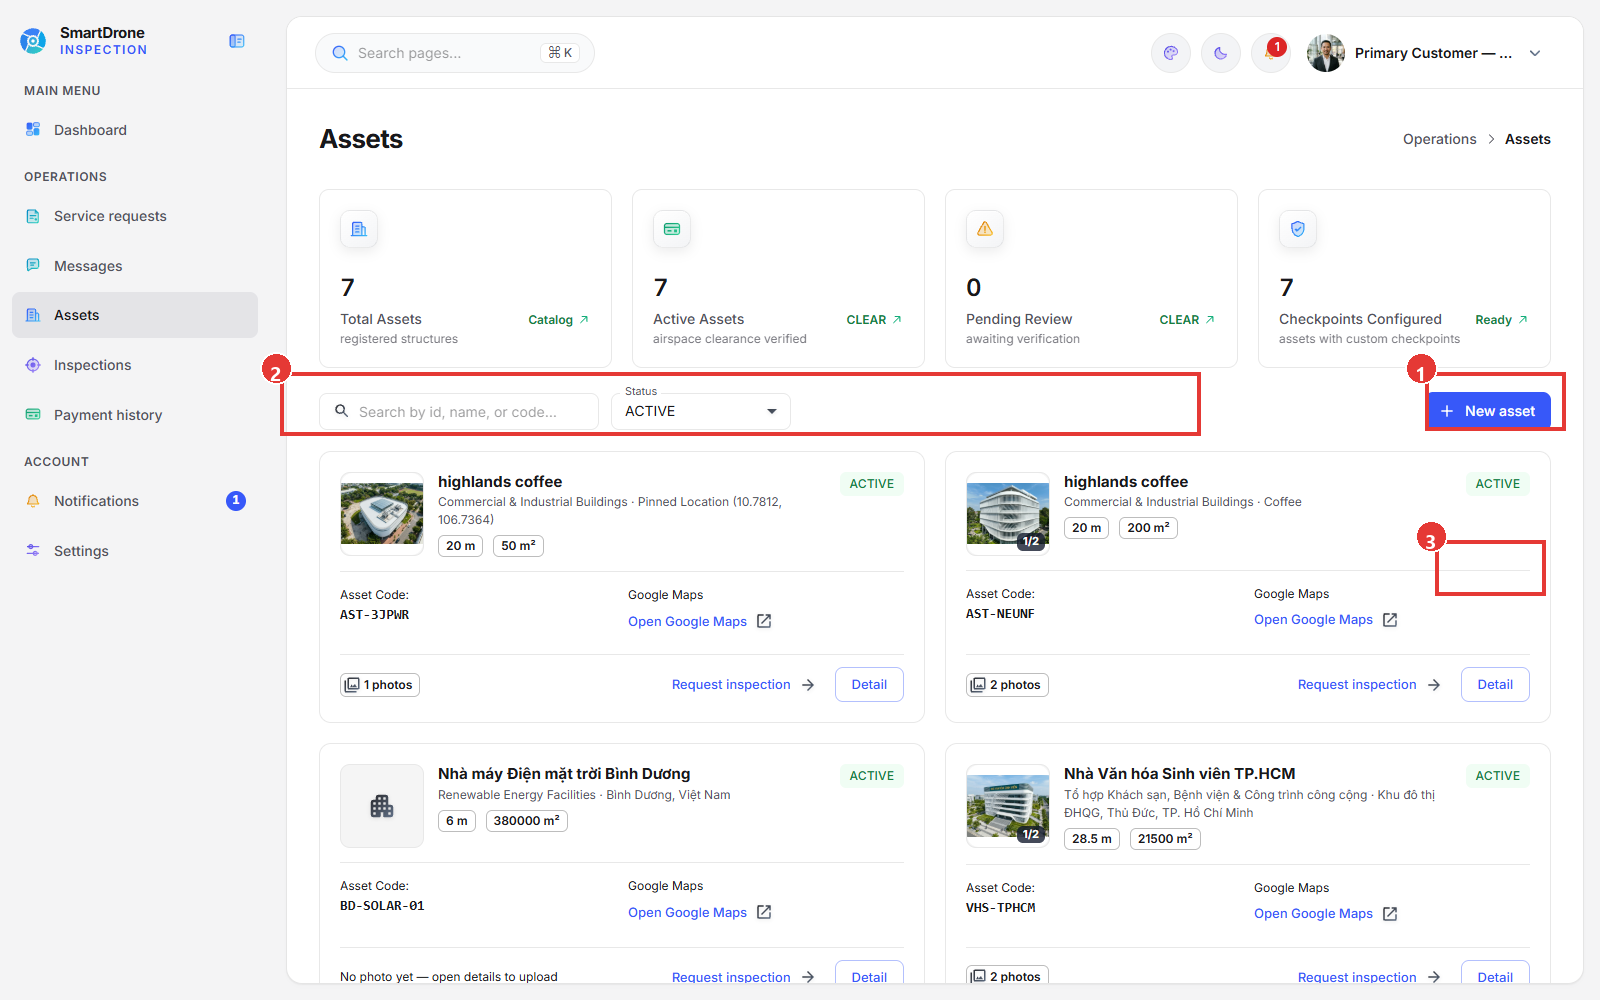 SmartDrone
INSPECTION
MAIN MENU
Dashboard
OPERATIONS
Service requests
Messages
Assets
Inspections
Payment history
ACCOUNT
Notifications
1
Settings
Search pages...
⌘ K
1
Primary Customer — ...
Assets
Operations > Assets
7
Total Assets
Catalog ↗
registered structures
7
Active Assets
CLEAR ↗
airspace clearance verified
0
Pending Review
CLEAR ↗
awaiting verification
7
Checkpoints Configured
Ready ↗
assets with custom checkpoints
2
Search by id, name, or code...
Status
ACTIVE
1
+ New asset
highlands coffee
ACTIVE
Commercial & Industrial Buildings · Pinned Location (10.7812,
106.7364)
20 m
50 m²
Asset Code:
AST-3JPWR
Google Maps
Open Google Maps
1 photos
Request inspection →
Detail
highlands coffee
ACTIVE
Commercial & Industrial Buildings · Coffee
20 m
200 m²
1/2
3
Asset Code:
AST-NEUNF
Google Maps
Open Google Maps
2 photos
Request inspection →
Detail
Nhà máy Điện mặt trời Bình Dương
ACTIVE
Renewable Energy Facilities · Bình Dương, Việt Nam
6 m
380000 m²
Asset Code:
BD-SOLAR-01
Google Maps
Open Google Maps
No photo yet — open details to upload
Request inspection →
Detail
Nhà Văn hóa Sinh viên TP.HCM
ACTIVE
Tổ hợp Khách sạn, Bệnh viện & Công trình công cộng · Khu đô thị
ĐHQG, Thủ Đức, TP. Hồ Chí Minh
28.5 m
21500 m²
1/2
Asset Code:
VHS-TPHCM
Google Maps
Open Google Maps
2 photos
Request inspection →
Detail